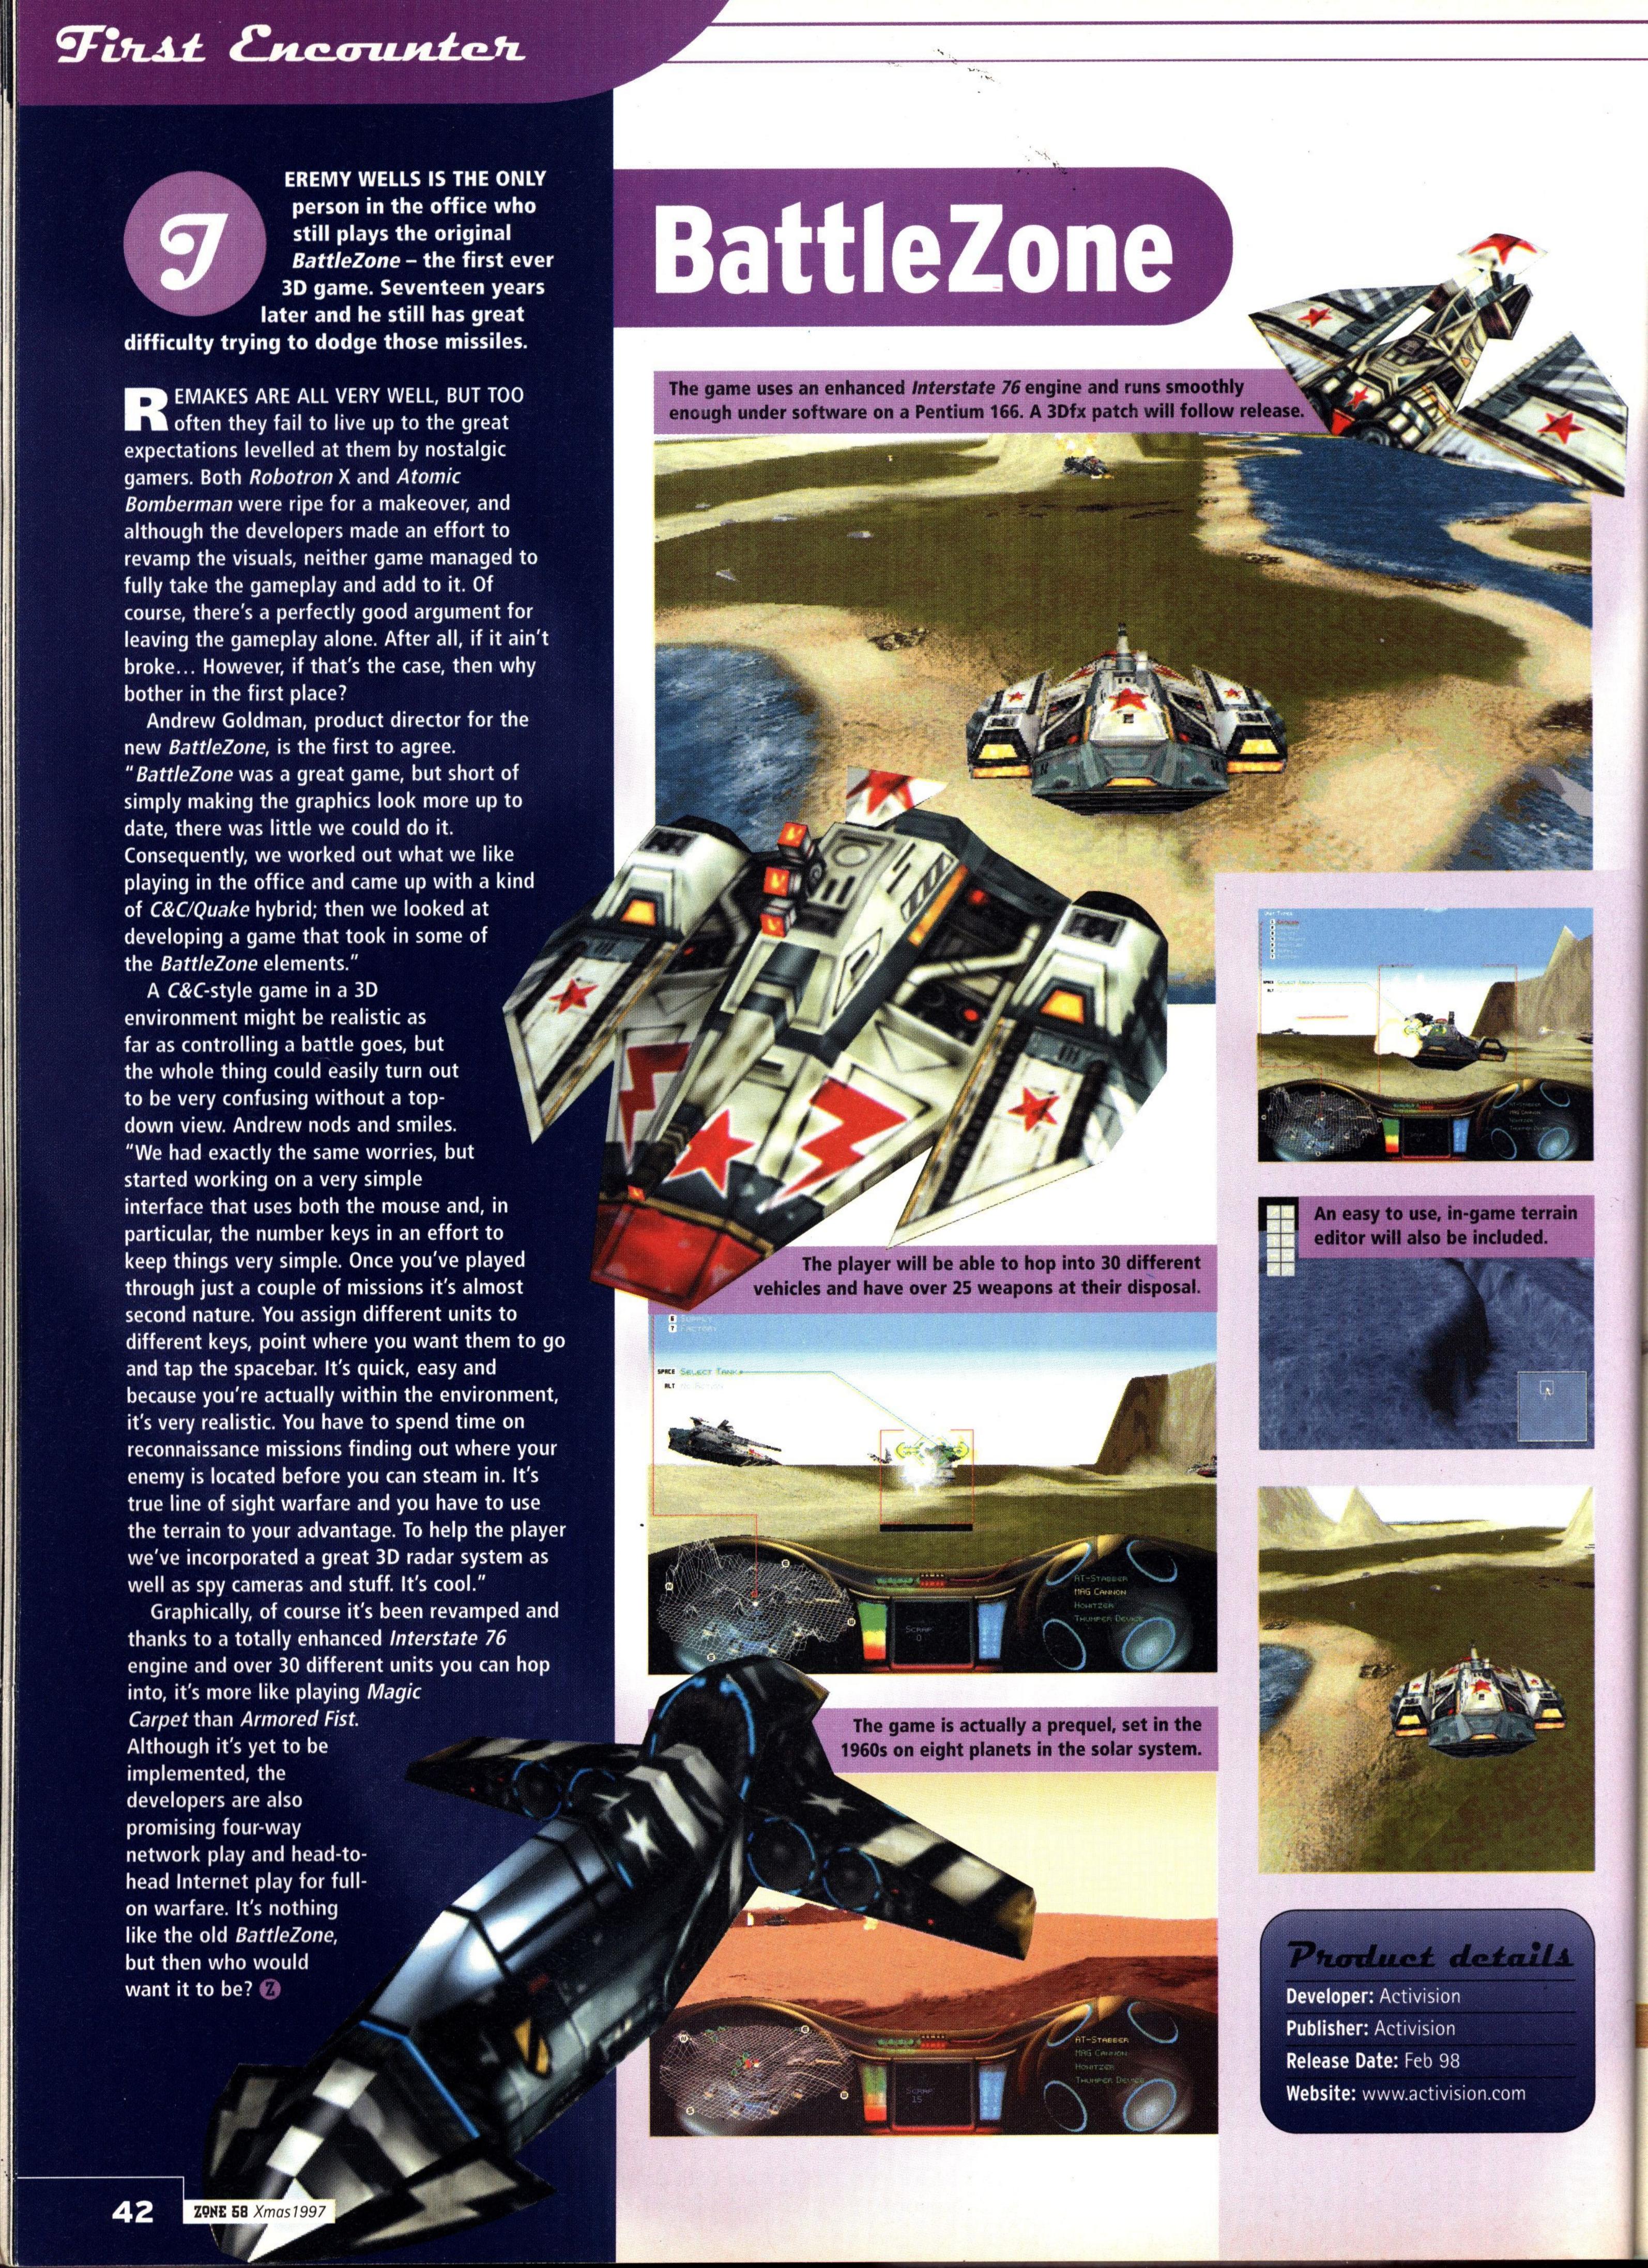 First Encounter
JEREMY WELLS IS THE ONLY
person in the office who
still plays the original
BattleZone – the first ever
3D game. Seventeen years
later and he still has great
difficulty trying to dodge those missiles.
REMAKES ARE ALL VERY WELL, BUT TOO
often they fail to live up to the great
expectations levelled at them by nostalgic
gamers. Both Robotron X and Atomic
Bomberman were ripe for a makeover, and
although the developers made an effort to
revamp the visuals, neither game managed to
fully take the gameplay and add to it. Of
course, there's a perfectly good argument for
leaving the gameplay alone. After all, if it ain't
broke... However, if that's the case, then why
bother in the first place?
Andrew Goldman, product director for the
new BattleZone, is the first to agree.
"BattleZone was a great game, but short of
simply making the graphics look more up to
date, there was little we could do it.
Consequently, we worked out what we like
playing in the office and came up with a kind
of C&C/Quake hybrid; then we looked at
developing a game that took in some of
the BattleZone elements."
A C&C-style game in a 3D
environment might be realistic as
far as controlling a battle goes, but
the whole thing could easily turn out
to be very confusing without a top-
down view. Andrew nods and smiles.
"We had exactly the same worries, but
started working on a very simple
interface that uses both the mouse and, in
particular, the number keys in an effort to
keep things very simple. Once you've played
through just a couple of missions it's almost
second nature. You assign different units to
different keys, point where you want them to go
and tap the spacebar. It's quick, easy and
because you're actually within the environment,
it's very realistic. You have to spend time on
reconnaissance missions finding out where your
enemy is located before you can steam in. It's
true line of sight warfare and you have to use
the terrain to your advantage. To help the player
we've incorporated a great 3D radar system as
well as spy cameras and stuff. It's cool."
Graphically, of course it's been revamped and
thanks to a totally enhanced Interstate 76
engine and over 30 different units you can hop
into, it's more like playing Magic
Carpet than Armored Fist.
Although it's yet to be
implemented, the
developers are also
promising four-way
network play and head-to-
head Internet play for full-
on warfare. It's nothing
like the old BattleZone,
but then who would
want it to be? Z
BattleZone
The game uses an enhanced Interstate 76 engine and runs smoothly
enough under software on a Pentium 166. A 3Dfx patch will follow release.
An easy to use, in-game terrain
editor will also be included.
The player will be able to hop into 30 different
vehicles and have over 25 weapons at their disposal.
6 SUPPLY
7 FACTORY
SPACE SELECT TANK
ALT
AT-STABBER
MAG CANNON
HOWITZER
THUMPER DEVICE
SCRAP
0
The game is actually a prequel, set in the
1960s on eight planets in the solar system.
AT-STABBER
MAG CANNON
HOWITZER
THUMPER DEVICE
SCRAP
15
Product details
Developer: Activision
Publisher: Activision
Release Date: Feb 98
Website: www.activision.com
42
ZONE 58 Xmas1997